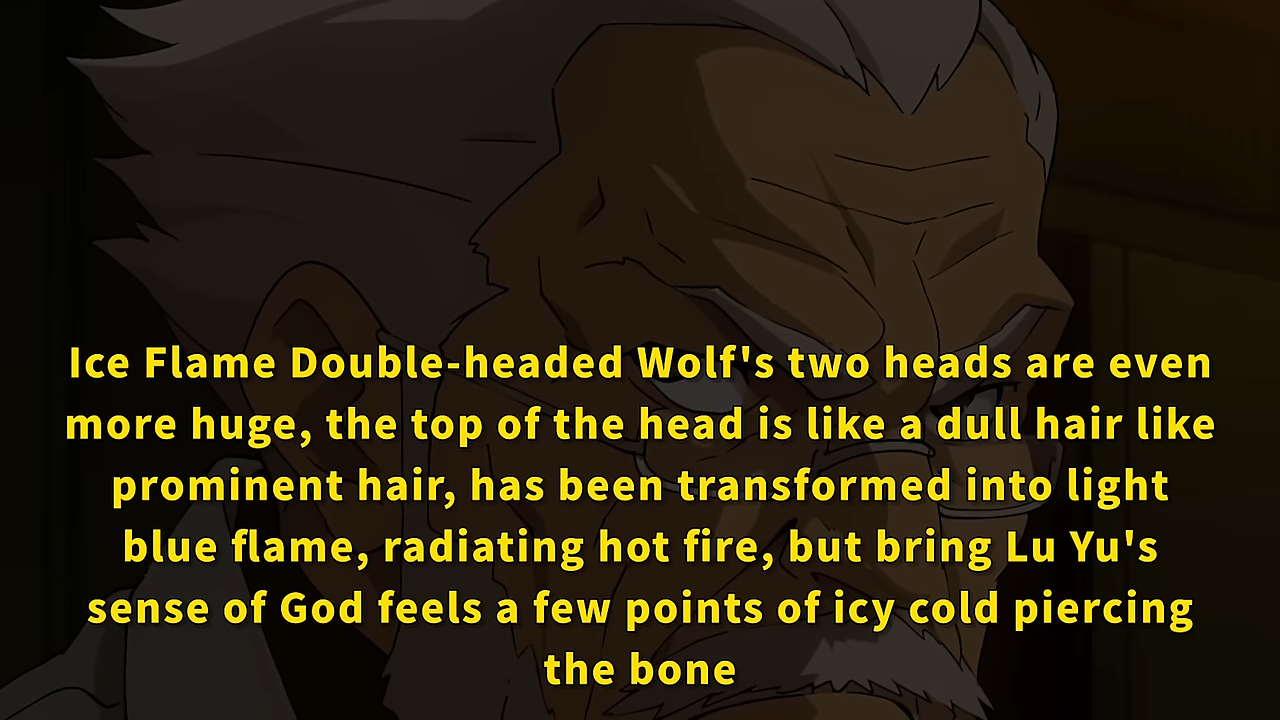 Ice Flame Double-headed Wolf's two heads are even
more huge, the top of the head is like a dull hair like
prominent hair, has been transformed into light
blue flame, radiating hot fire, but bring Lu Yu's
sense of God feels a few points of icy cold piercing
the bone